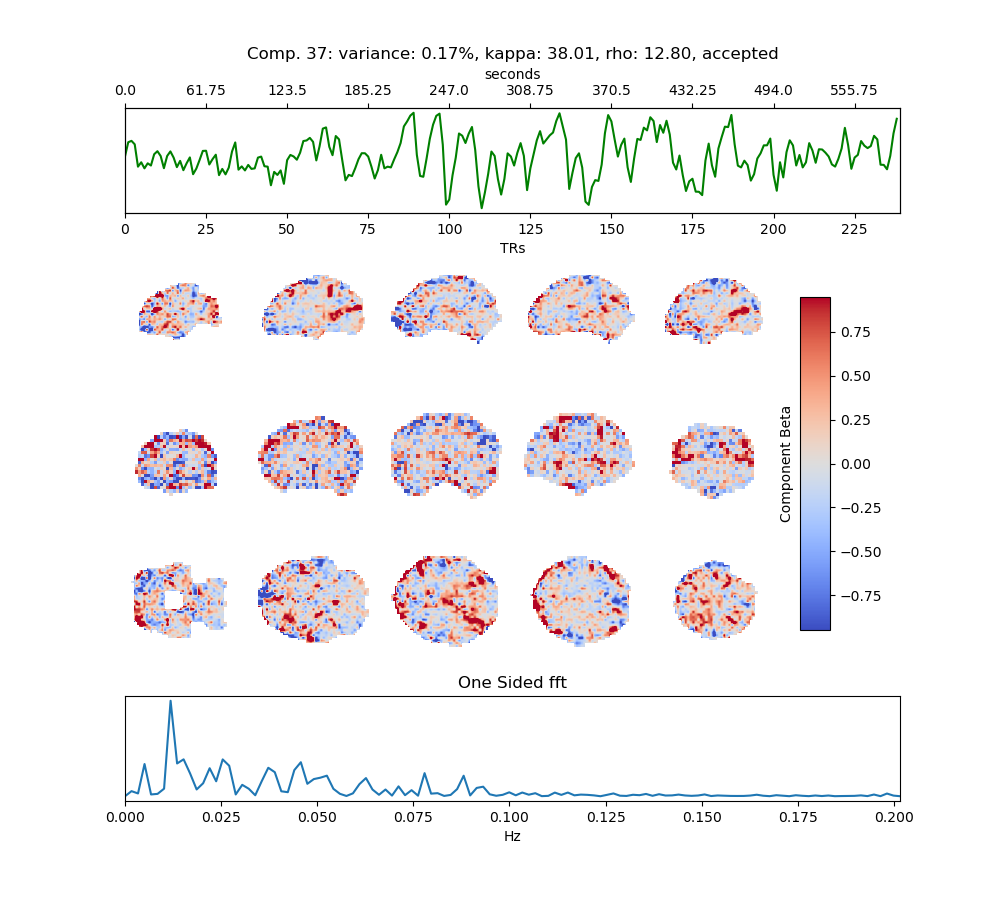 Comp. 37: variance: 0.17%, kappa: 38.01, rho: 12.80, accepted
seconds
0.0 61.75 123.5 185.25 247.0 308.75 370.5 432.25 494.0 555.75
0 25 50 75 100 125 150 175 200 225
TRs
Component Beta
0.75
0.50
0.25
0.00
−0.25
−0.50
−0.75
One Sided fft
0.000 0.025 0.050 0.075 0.100 0.125 0.150 0.175 0.200
Hz